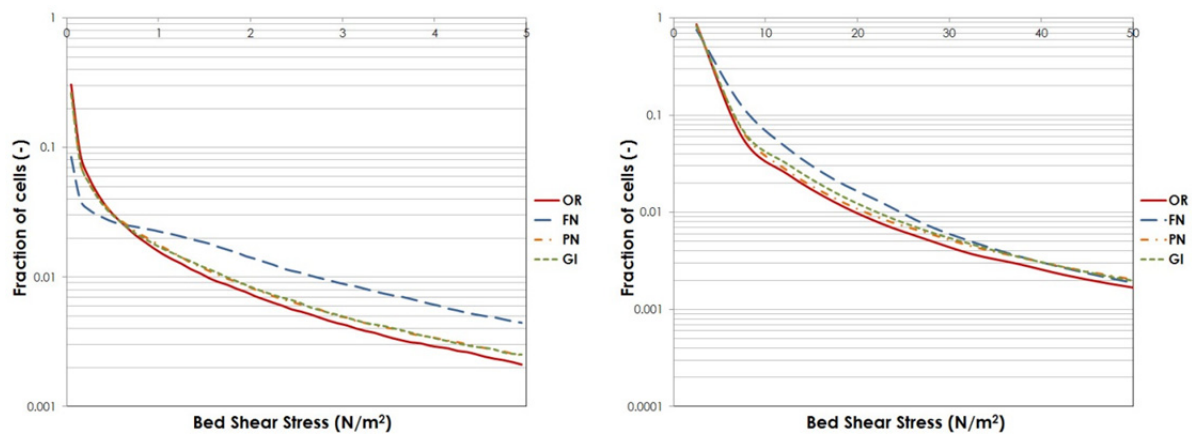 1
0 1 2 3 4 5
0.1
0.01
0.001
Fraction of cells (-)
Bed Shear Stress (N/m²)
OR
FN
PN
GI
1
0 10 20 30 40 50
0.1
0.01
0.001
0.0001
Fraction of cells (-)
Bed Shear Stress (N/m²)
OR
FN
PN
GI